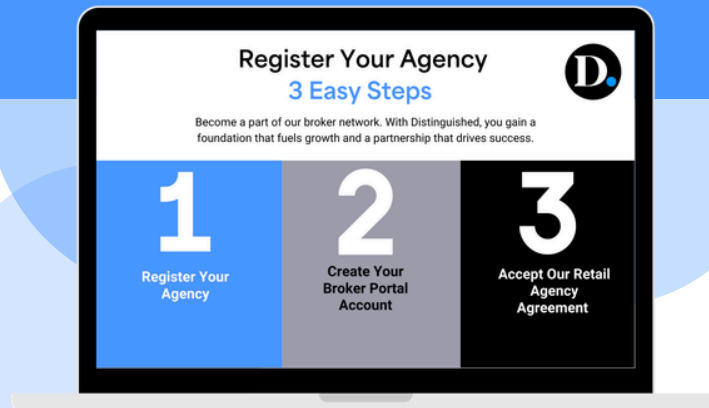 Register Your Agency
3 Easy Steps
D.
Become a part of our broker network. With Distinguished, you gain a
foundation that fuels growth and a partnership that drives success.
1
Register Your
Agency
2
Create Your
Broker Portal
Account
3
Accept Our Retail
Agency
Agreement